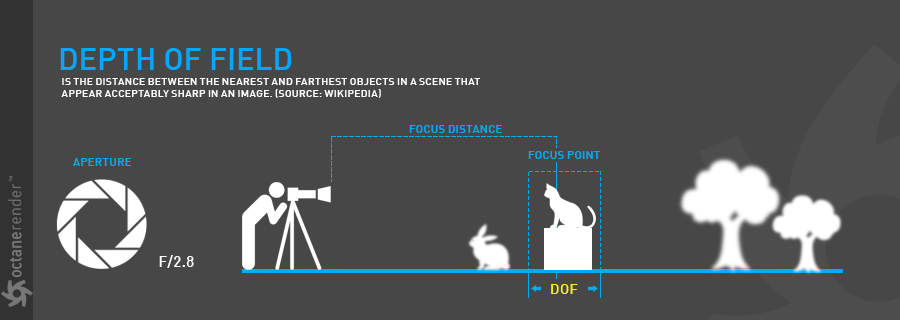 DEPTH OF FIELD
IS THE DISTANCE BETWEEN THE NEAREST AND FARTHEST OBJECTS IN A SCENE THAT
APPEAR ACCEPTABLY SHARP IN AN IMAGE. (SOURCE: WIKIPEDIA)
FOCUS DISTANCE
FOCUS POINT
APERTURE
F/2.8
DOF
octanerender™